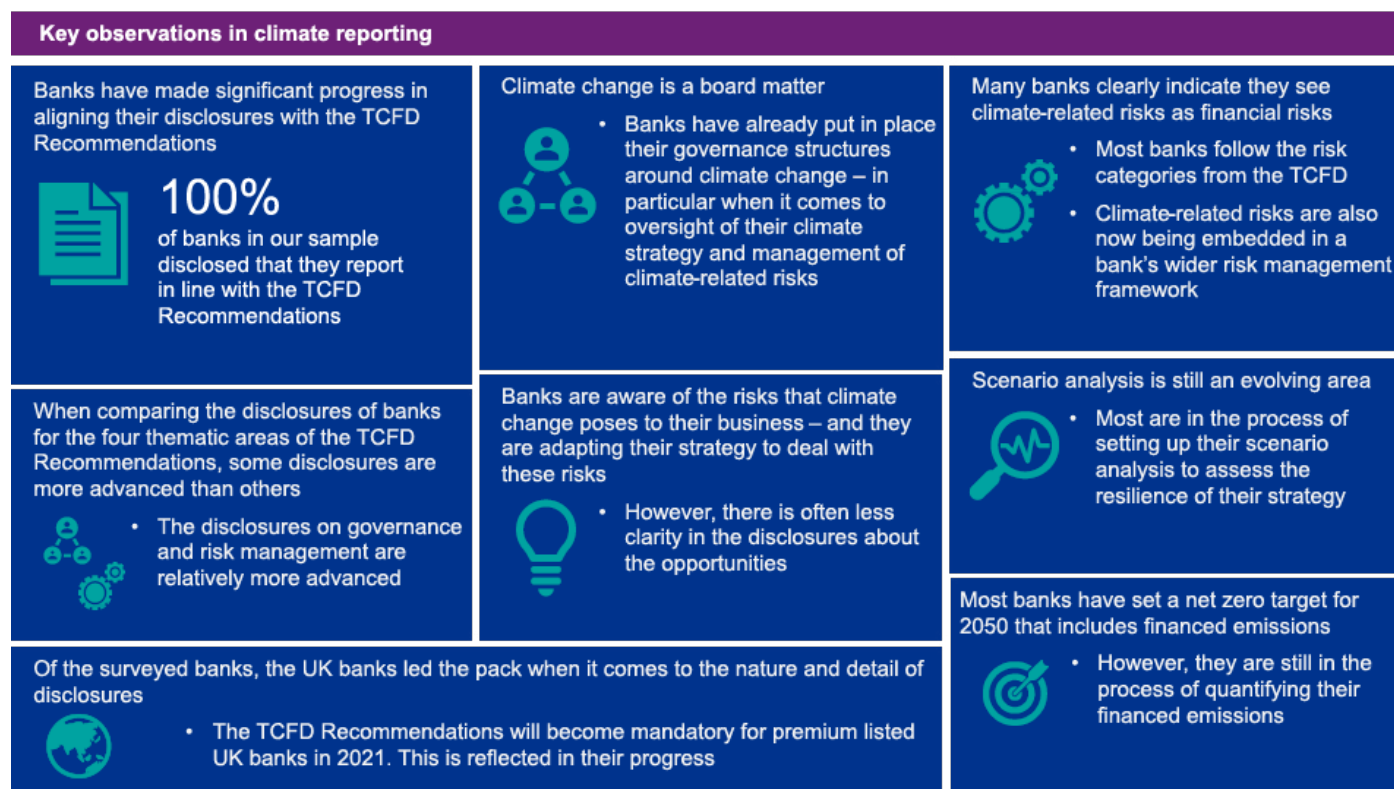 Key observations in climate reporting
Banks have made significant progress in
aligning their disclosures with the TCFD
Recommendations
100%
of banks in our sample
disclosed that they report
in line with the TCFD
Recommendations
Climate change is a board matter
• Banks have already put in place
their governance structures
around climate change – in
particular when it comes to
oversight of their climate
strategy and management of
climate-related risks
Many banks clearly indicate they see
climate-related risks as financial risks
• Most banks follow the risk
categories from the TCFD
• Climate-related risks are also
now being embedded in a
bank's wider risk management
framework
When comparing the disclosures of banks
for the four thematic areas of the TCFD
Recommendations, some disclosures are
more advanced than others
• The disclosures on governance
and risk management are
relatively more advanced
Banks are aware of the risks that climate
change poses to their business – and they
are adapting their strategy to deal with
these risks
• However, there is often less
clarity in the disclosures about
the opportunities
Scenario analysis is still an evolving area
• Most are in the process of
setting up their scenario
analysis to assess the
resilience of their strategy
Of the surveyed banks, the UK banks led the pack when it comes to the nature and detail of
disclosures
• The TCFD Recommendations will become mandatory for premium listed
UK banks in 2021. This is reflected in their progress
Most banks have set a net zero target for
2050 that includes financed emissions
• However, they are still in the
process of quantifying their
financed emissions